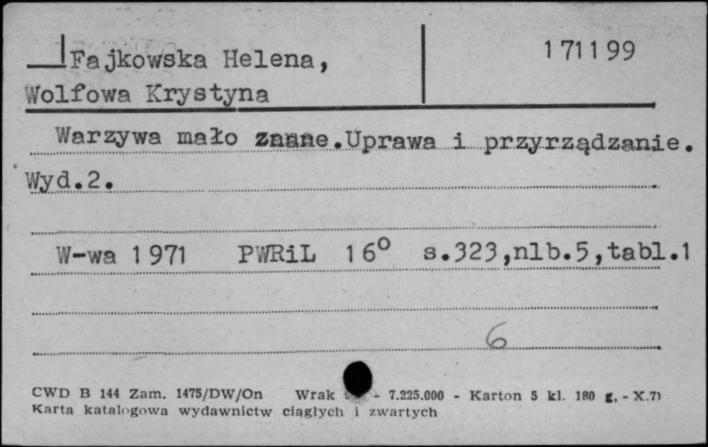 Fajkowska Helena, 171199
Wolfowa Krystyna
Warzywa mało znane.Uprawa i przyrządzanie.
Wyd.2.
W-wa 1971 PWRiL 16° s.323,nlb.5,tabl.1
6
CWD B 144 Zam. 1475/DW/On Wrak - 7.225.000 - Karton 5 kl. 180 g. - X.71
Karta katalogowa wydawnictw ciągłych i zwartych